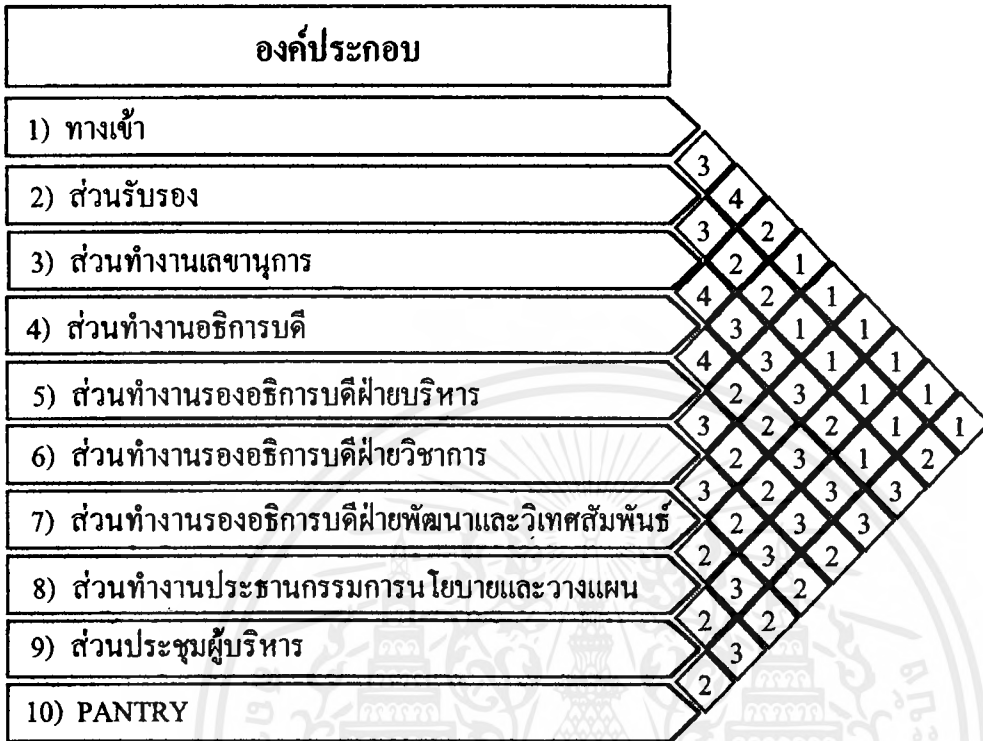 องค์ประกอบ
1) ทางเข้า
3
2) ส่วนรับรอง
4
3 2
3) ส่วนทำงานเลขานุการ
2 1
4 2 1
4) ส่วนทำงานอธิการบดี
3 1 1
4 3 1 1
5) ส่วนทำงานรองอธิการบดีฝ่ายบริหาร
2 3 1 1
3 2 2 1 1
6) ส่วนทำงานรองอธิการบดีฝ่ายวิชาการ
2 3 1 2
3 2 3 3
7) ส่วนทำงานรองอธิการบดีฝ่ายพัฒนาและวิเทศสัมพันธ์
2 3 3
2 3 2
8) ส่วนทำงานประธานกรรมการนโยบายและวางแผน
3 2
2 2
9) ส่วนประชุมผู้บริหาร
3
2
10) PANTRY